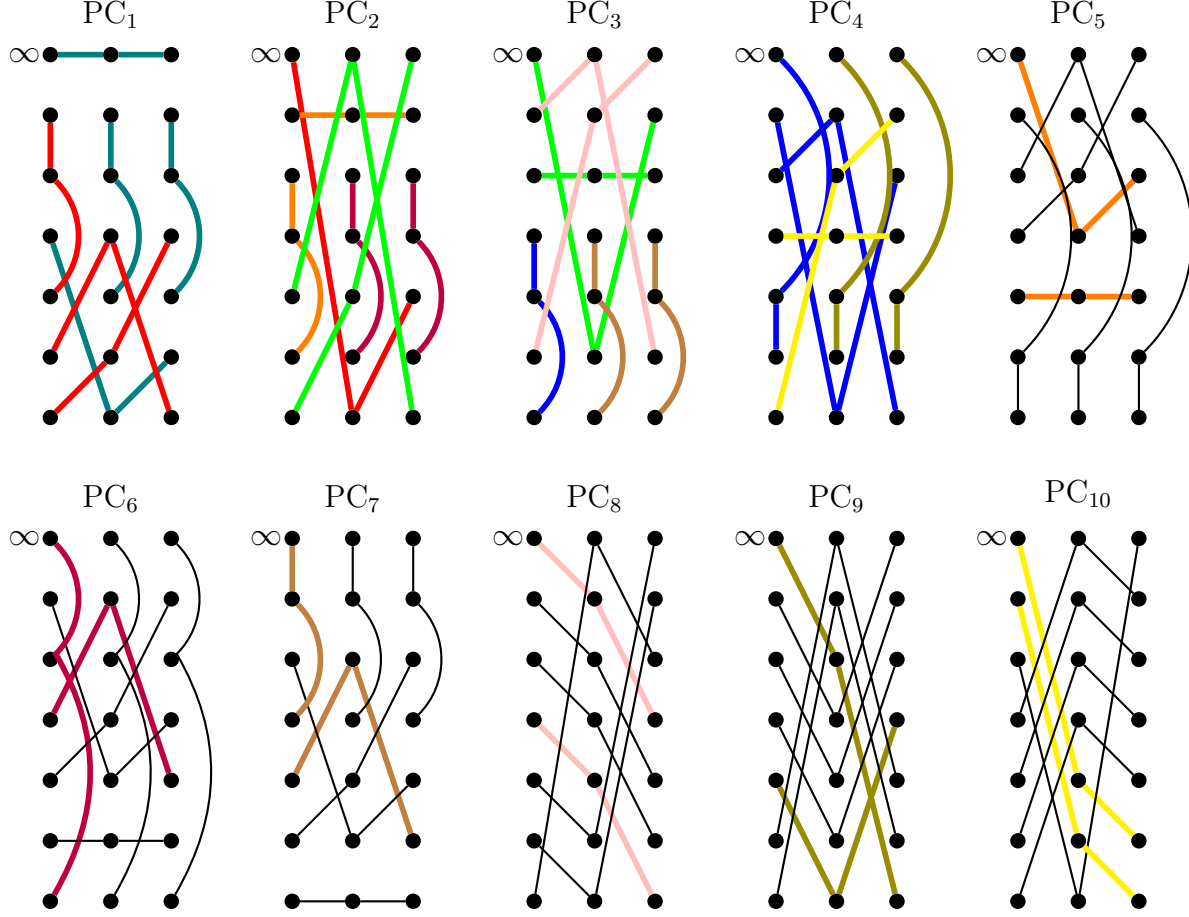 PC₁ PC₂ PC₃ PC₄ PC₅
∞ ∞ ∞ ∞ ∞
PC₆ PC₇ PC₈ PC₉ PC₁₀
∞ ∞ ∞ ∞ ∞